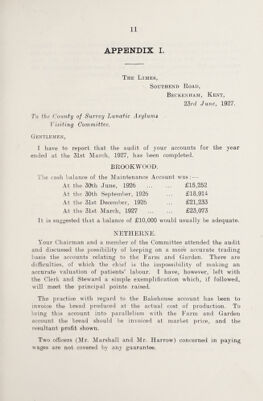 11
APPENDIX I.
The Limes,
Southend Road,
Beckenham, Kent,
23rd June, 1927.
To the County of Surrey Lunatic Asylums
Visiting Committee.
Gentlemen,
I have to report that the audit of your accounts for the year
ended at the 31st March, 1927, has been completed.
BROOKWOOD.
The cash balance of the Maintenance Account was:—
At the 30th June, 1926 ... ... £15,252
At the 30th September, 1926 ... £18,914
At the 31st December, 1926 ... £21,233
At the 31st March, 1927 ... £23,073
It is suggested that a balance of £10,000 would usually be adequate.
NETHERNE.
Your Chairman and a member of the Committee attended the audit
and discussed the possibility of keeping on a more accurate trading
basis the accounts relating to the Farm and Garden. There are
difficulties, of which the chief is the impossibility of making an
accurate valuation of patients' labour. I have, however, left with
the Clerk and Steward a simple exemplification which, if followed,
will meet the principal points raised.
The practice with regard to the Bakehouse account has been to
invoice the bread produced at the actual cost of production. To
bring this account into parallelism with the Farm and Garden
account the bread should be invoiced at market price, and the
resultant profit shown.
Two officers (Mr. Marshall and Mr. Harrow) concerned in paying
wages are not covered by any guarantee.